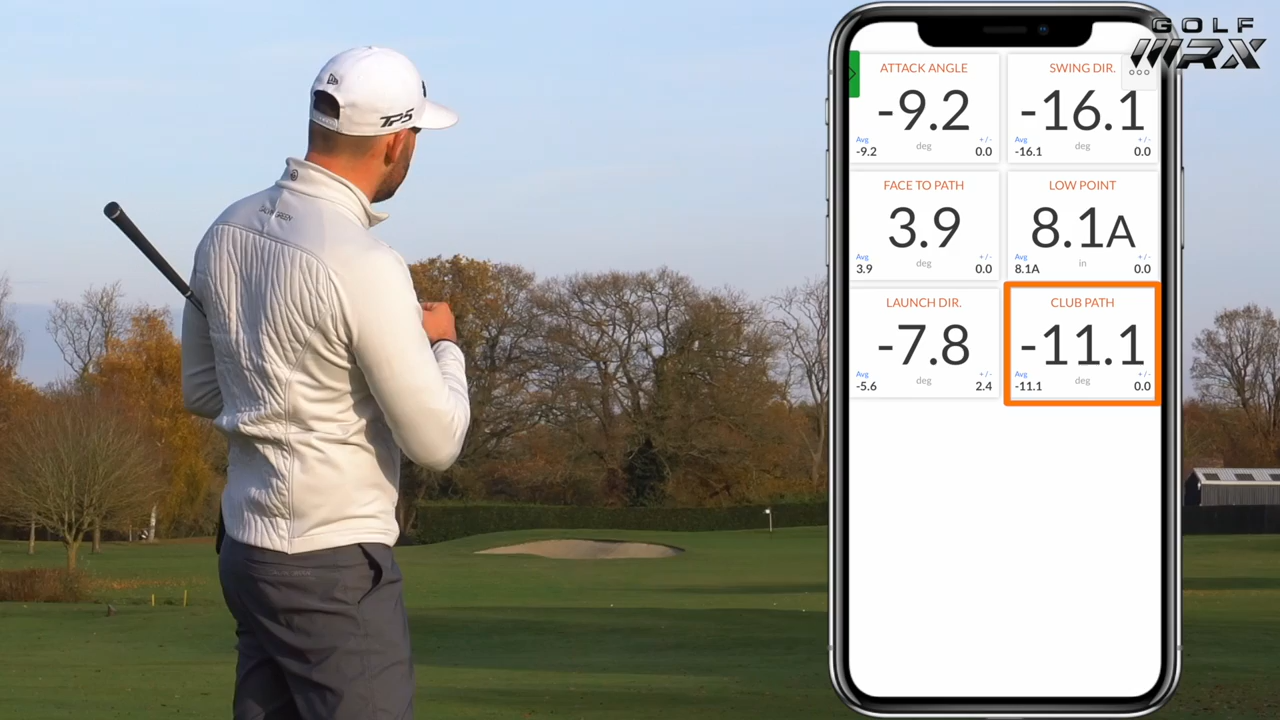 GOLF
WRX
TP5
ATTACK ANGLE
-9.2
Avg
deg
+/-
-9.2
0.0
SWING DIR.
-16.1
Avg
deg
+/-
-16.1
0.0
FACE TO PATH
3.9
Avg
deg
+/-
3.9
0.0
LOW POINT
8.1A
Avg
in
+/-
8.1A
0.0
LAUNCH DIR.
-7.8
Avg
deg
+/-
-5.6
2.4
CLUB PATH
-11.1
Avg
deg
+/-
-11.1
0.0